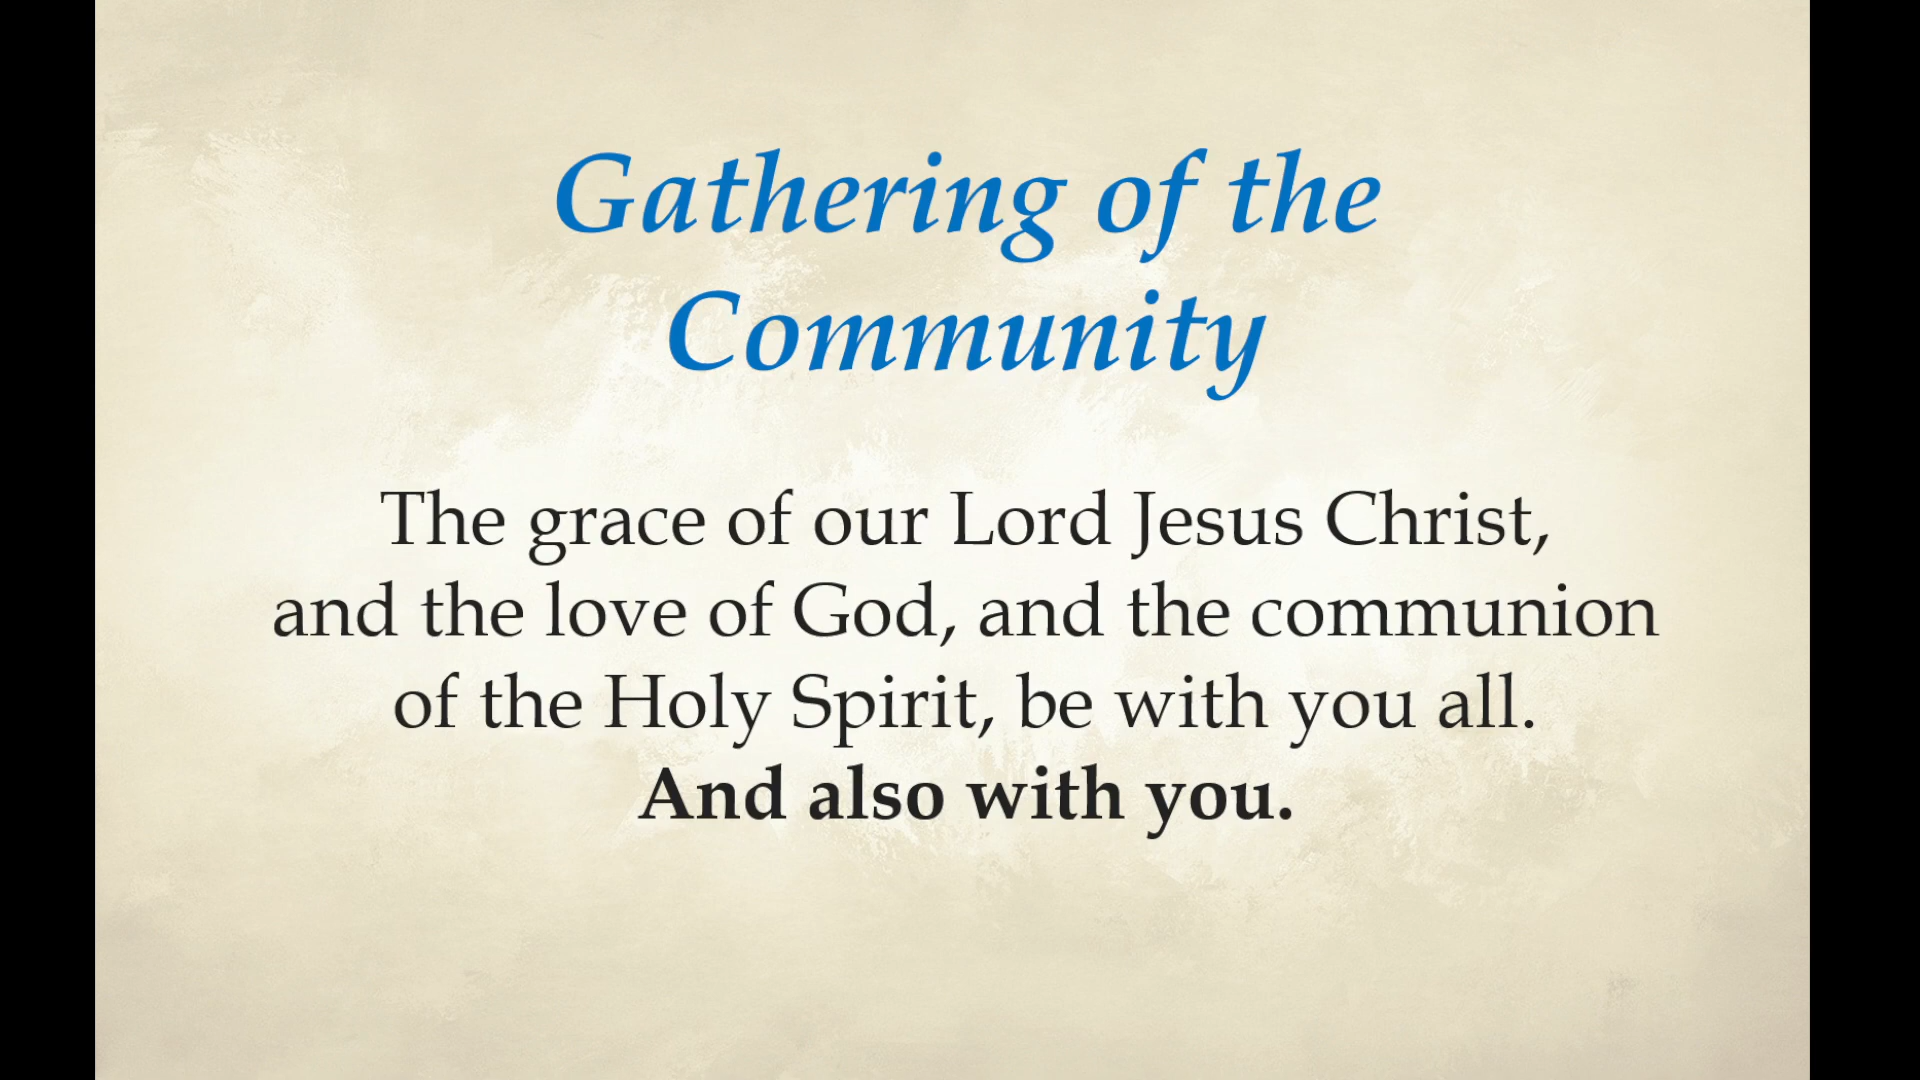 Gathering of the
Community
The grace of our Lord Jesus Christ,
and the love of God, and the communion
of the Holy Spirit, be with you all.
And also with you.